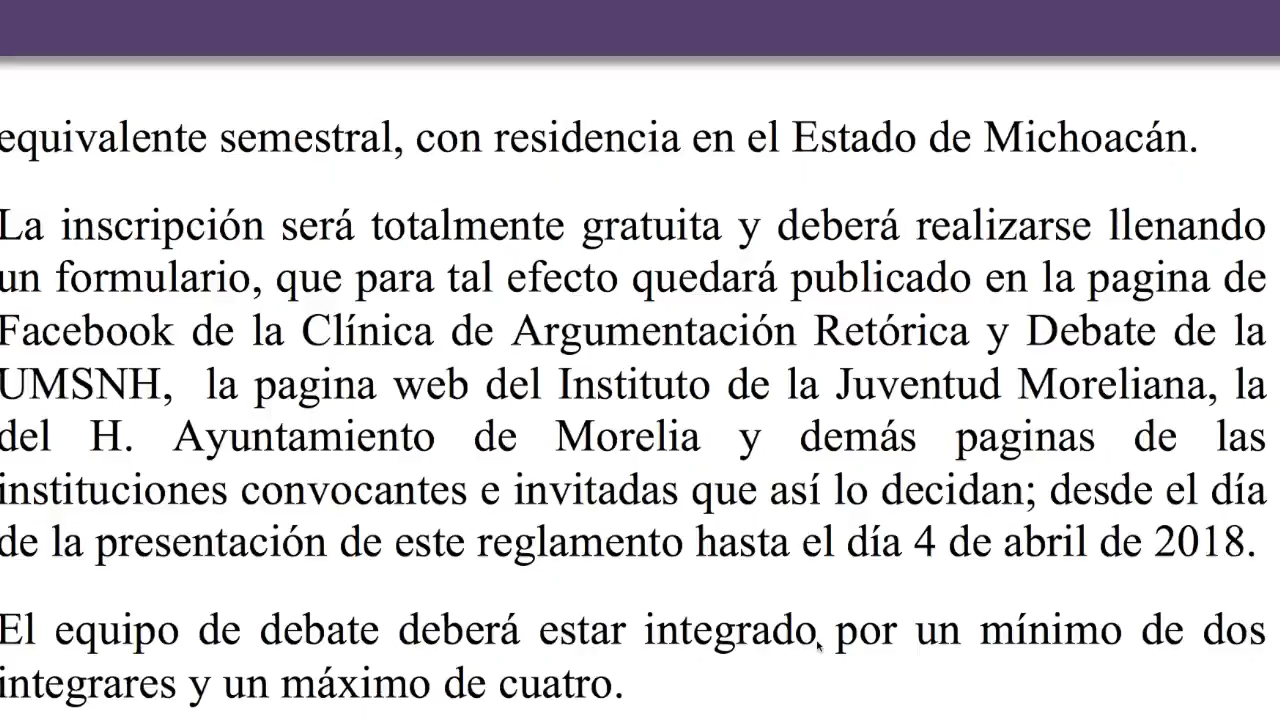 equivalente semestral, con residencia en el Estado de Michoacán.
La inscripción será totalmente gratuita y deberá realizarse llenando
un formulario, que para tal efecto quedará publicado en la pagina de
Facebook de la Clínica de Argumentación Retórica y Debate de la
UMSNH, la pagina web del Instituto de la Juventud Moreliana, la
del H. Ayuntamiento de Morelia y demás paginas de las
instituciones convocantes e invitadas que así lo decidan; desde el día
de la presentación de este reglamento hasta el día 4 de abril de 2018.
El equipo de debate deberá estar integrado por un mínimo de dos
integrares y un máximo de cuatro.